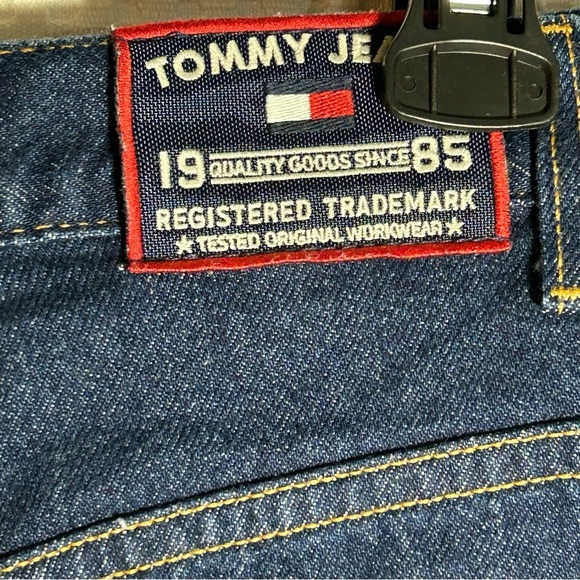 TOMMY JE
19 QUALITY GOODS SINCE 85
REGISTERED TRADEMARK
★ TESTED ORIGINAL WORKWEAR ★